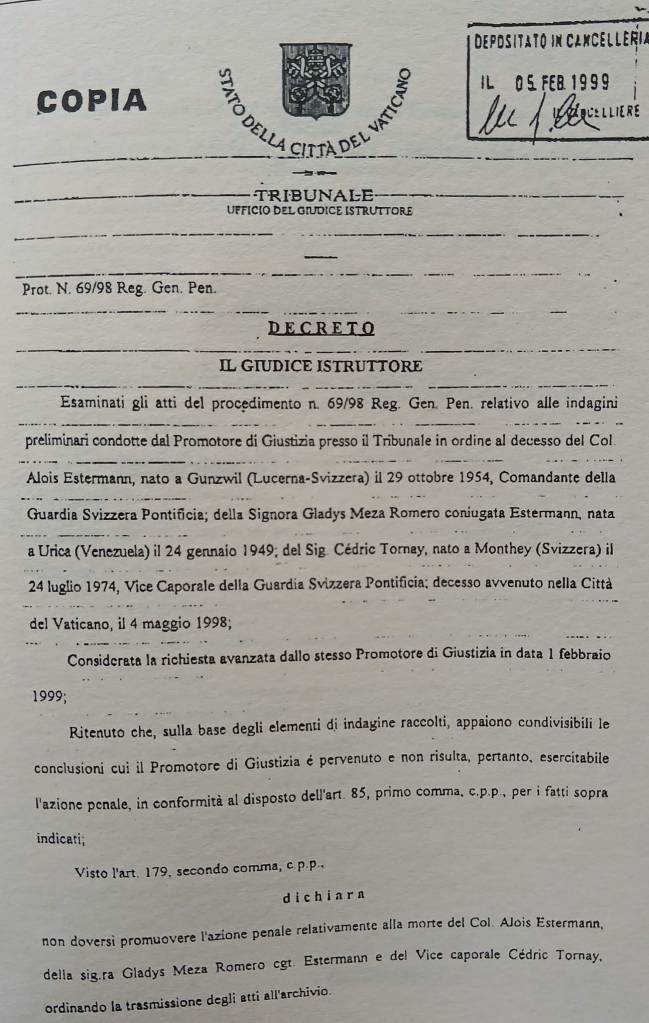 COPIA
STATO DELLA CITTÀ DEL VATICANO
DEPOSITATO IN CANCELLERIA
IL 05 FEB. 1999
CELLIERE
TRIBUNALE
UFFICIO DEL GIUDICE ISTRUTTORE
Prot. N. 69/98 Reg. Gen. Pen.
DECRETO
IL GIUDICE ISTRUTTORE
Esaminati gli atti del procedimento n. 69/98 Reg. Gen. Pen. relativo alle indagini
preliminari condotte dal Promotore di Giustizia presso il Tribunale in ordine al decesso del Col.
Alois Estermann, nato a Gunzwil (Lucerna-Svizzera) il 29 ottobre 1954, Comandante della
Guardia Svizzera Pontificia; della Signora Gladys Meza Romero coniugata Estermann, nata
a Urica (Venezuela) il 24 gennaio 1949; del Sig. Cédric Tornay, nato a Monthey (Svizzera) il
24 luglio 1974, Vice Caporale della Guardia Svizzera Pontificia; decesso avvenuto nella Città
del Vaticano, il 4 maggio 1998;
Considerata la richiesta avanzata dallo stesso Promotore di Giustizia in data 1 febbraio
1999;
Ritenuto che, sulla base degli elementi di indagine raccolti, appaiono condivisibili le
conclusioni cui il Promotore di Giustizia é pervenuto e non risulta, pertanto, esercitabile
l'azione penale, in conformità al disposto dell'art. 85, primo comma, c.p.p., per i fatti sopra
indicati;
Visto l'art. 179, secondo comma, c p.p.,
dichiara
non doversi promuovere l'azione penale relativamente alla morte del Col. Alois Estermann,
della sig.ra Gladys Meza Romero cgt. Estermann e del Vice caporale Cédric Tornay,
ordinando la trasmissione degli atti all'archivio.